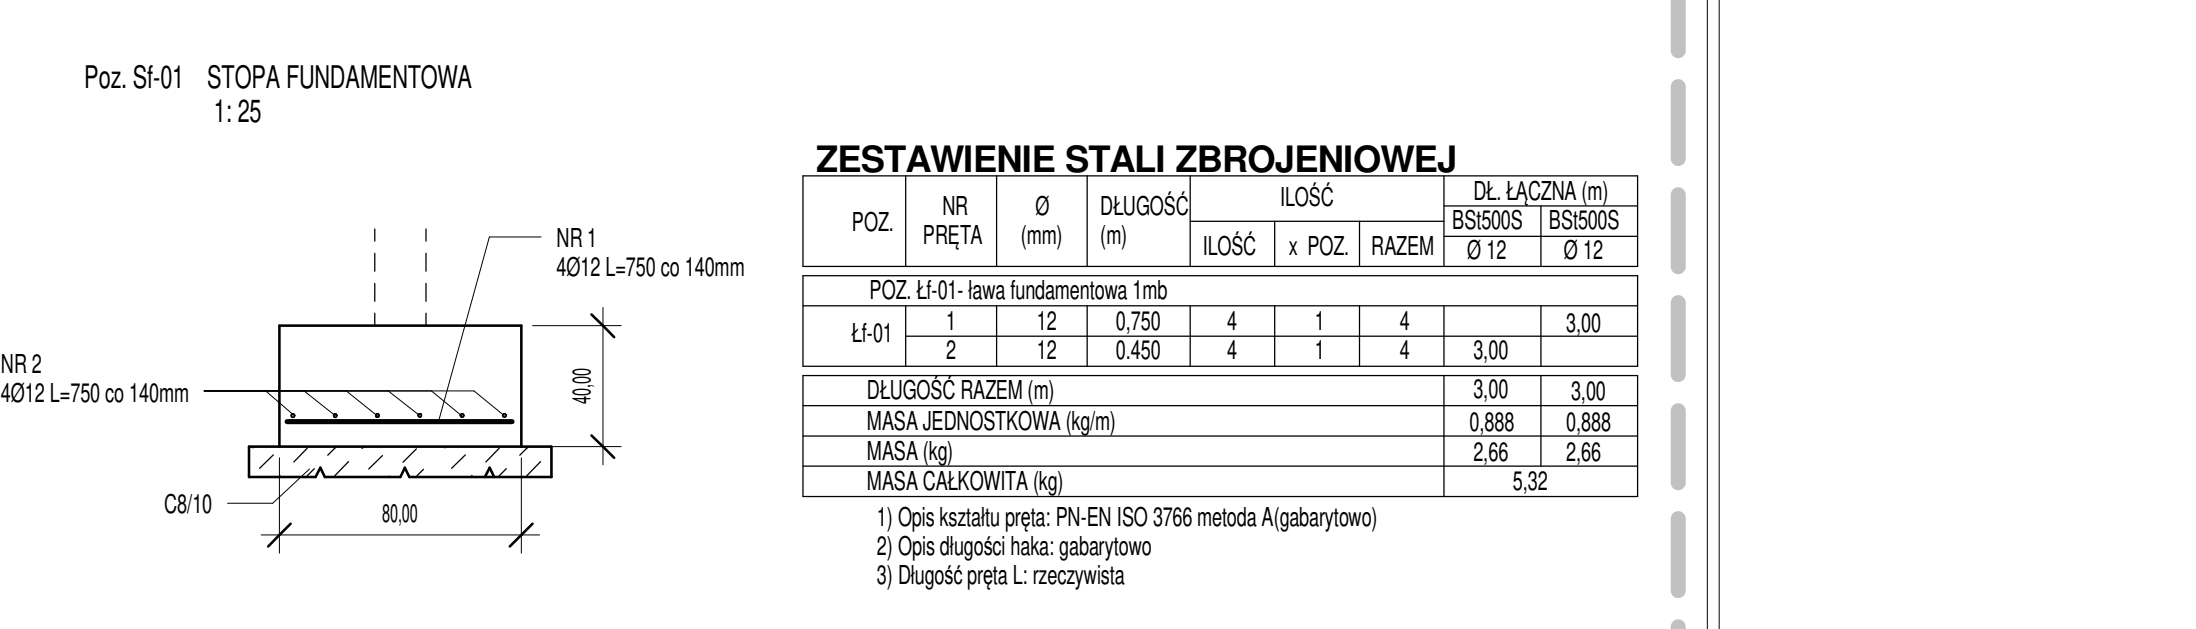 Poz. Sf-01 STOPA FUNDAMENTOWA
1: 25
NR 1
4Ø12 L=750 co 140mm
NR 2
4Ø12 L=750 co 140mm
40,00
C8/10
80,00
ZESTAWIENIE STALI ZBROJENIOWEJ
POZ. NR PRĘTA Ø (mm) DŁUGOŚĆ (m) ILOŚĆ DŁ. ŁĄCZNA (m)
BSt500S BSt500S
ILOŚĆ x POZ. RAZEM Ø 12 Ø 12
POZ. Łf-01- ława fundamentowa 1mb
Łf-01 1 12 0,750 4 1 4 3,00
2 12 0.450 4 1 4 3,00
DŁUGOŚĆ RAZEM (m) 3,00 3,00
MASA JEDNOSTKOWA (kg/m) 0,888 0,888
MASA (kg) 2,66 2,66
MASA CAŁKOWITA (kg) 5,32
1) Opis kształtu pręta: PN-EN ISO 3766 metoda A(gabarytowo)
2) Opis długości haka: gabarytowo
3) Długość pręta L: rzeczywista